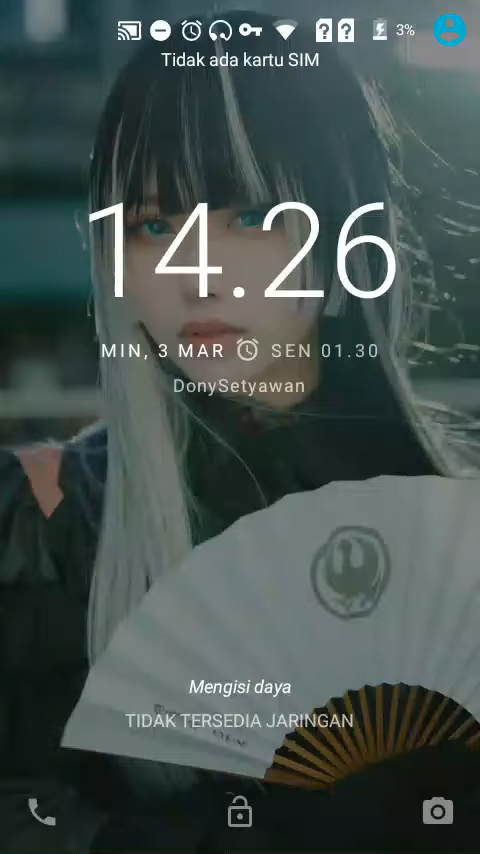 3%
Tidak ada kartu SIM
14.26
MIN, 3 MAR SEN 01.30
DonySetyawan
Mengisi daya
TIDAK TERSEDIA JARINGAN